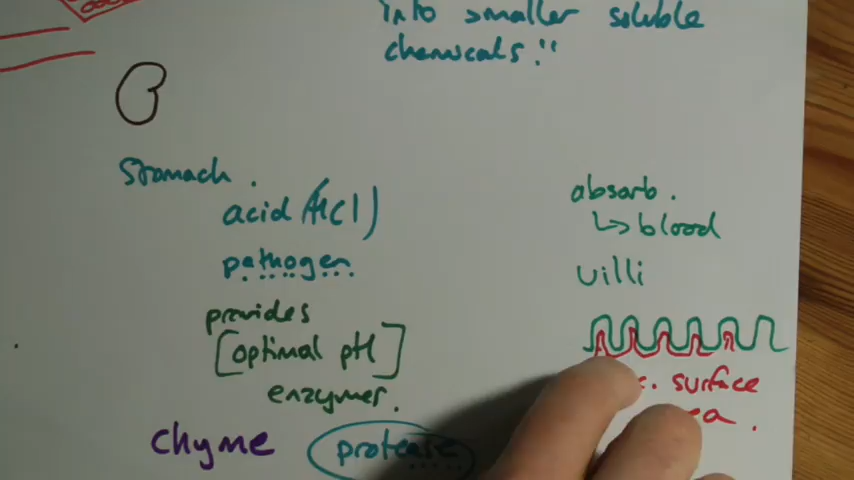 into smaller soluble
chemicals!!
stomach.
acid (HCl)
pathogen
provides
[optimal pH]
enzymes.
chyme
protease
absorb.
↳ blood
villi
surface